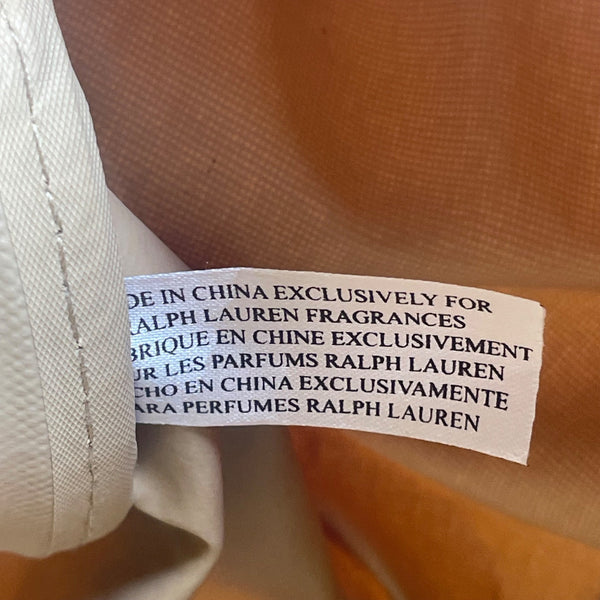 DE IN CHINA EXCLUSIVELY FOR
RALPH LAUREN FRAGRANCES
BRIQUE EN CHINE EXCLUSIVEMENT
UR LES PARFUMS RALPH LAUREN
CHO EN CHINA EXCLUSIVAMENTE
ARA PERFUMES RALPH LAUREN